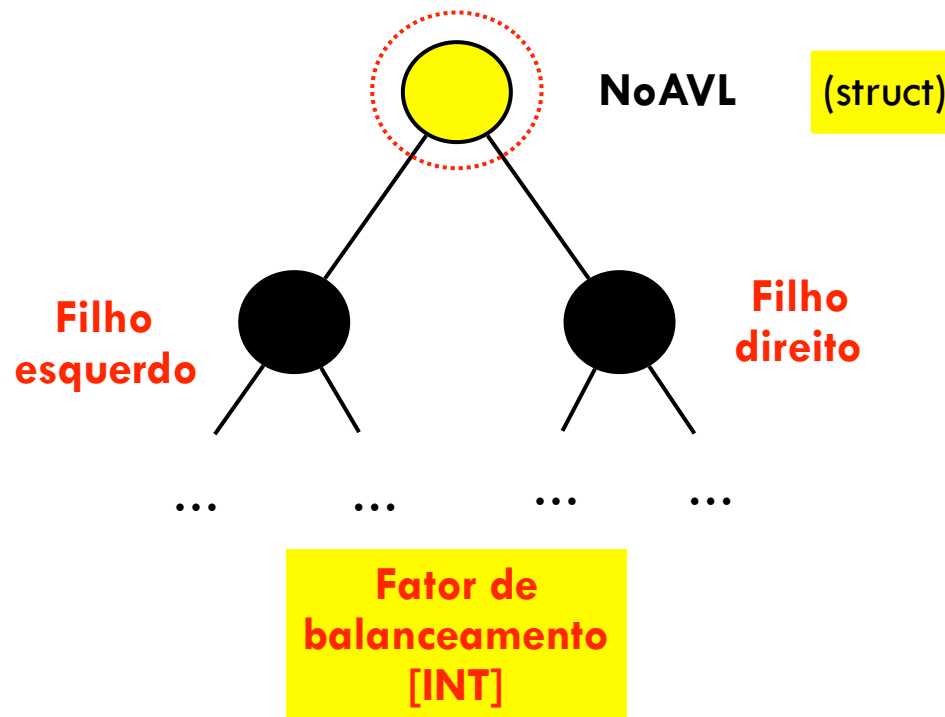 NoAVL (struct)
Filho
esquerdo
Filho
direito
... ... ... ...
Fator de
balanceamento
[INT]